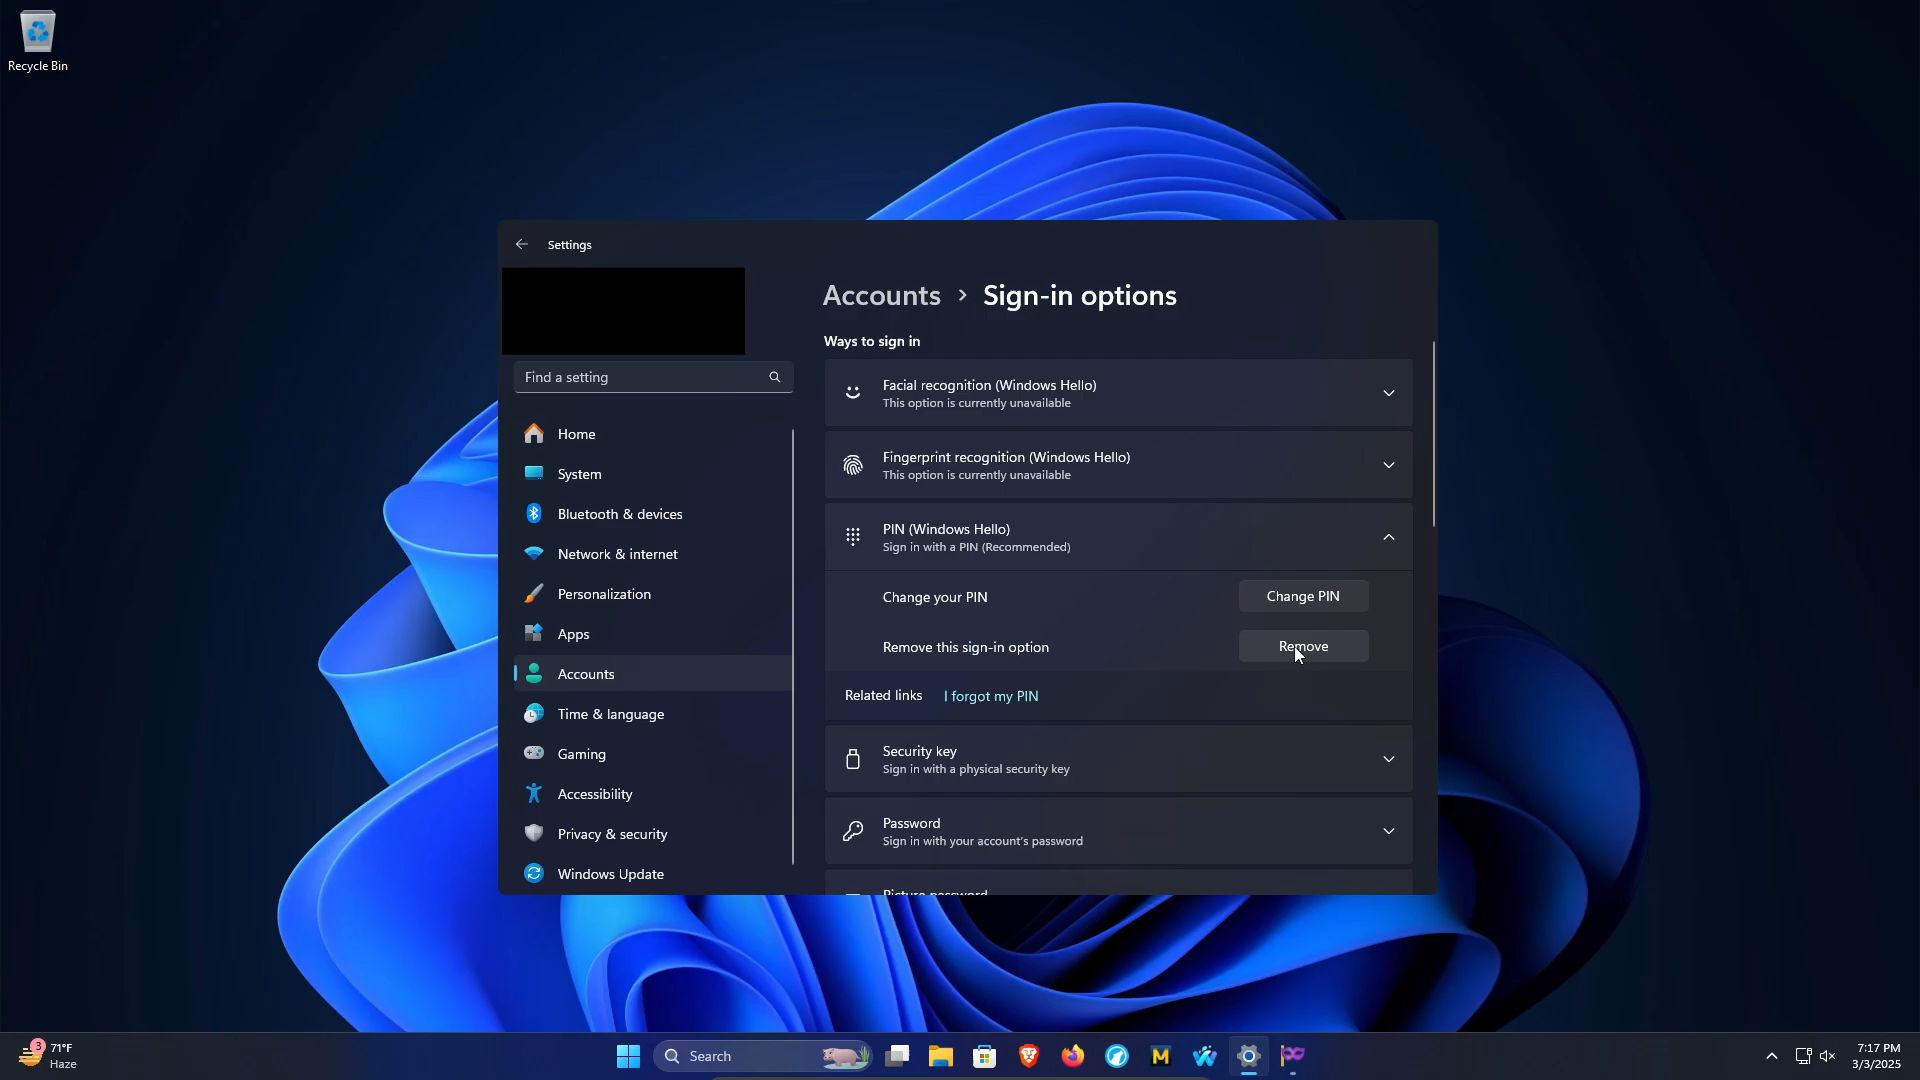 Recycle Bin
Settings
Find a setting
Home
System
Bluetooth & devices
Network & internet
Personalization
Apps
Accounts
Time & language
Gaming
Accessibility
Privacy & security
Windows Update
Accounts > Sign-in options
Ways to sign in
Facial recognition (Windows Hello)
This option is currently unavailable
Fingerprint recognition (Windows Hello)
This option is currently unavailable
PIN (Windows Hello)
Sign in with a PIN (Recommended)
Change your PIN
Change PIN
Remove this sign-in option
Remove
Related links I forgot my PIN
Security key
Sign in with a physical security key
Password
Sign in with your account's password
Picture password
3
71°F
Haze
Search
M
7:17 PM
3/3/2025